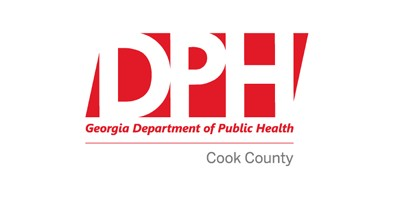 DPH
Georgia Department of Public Health
Cook County